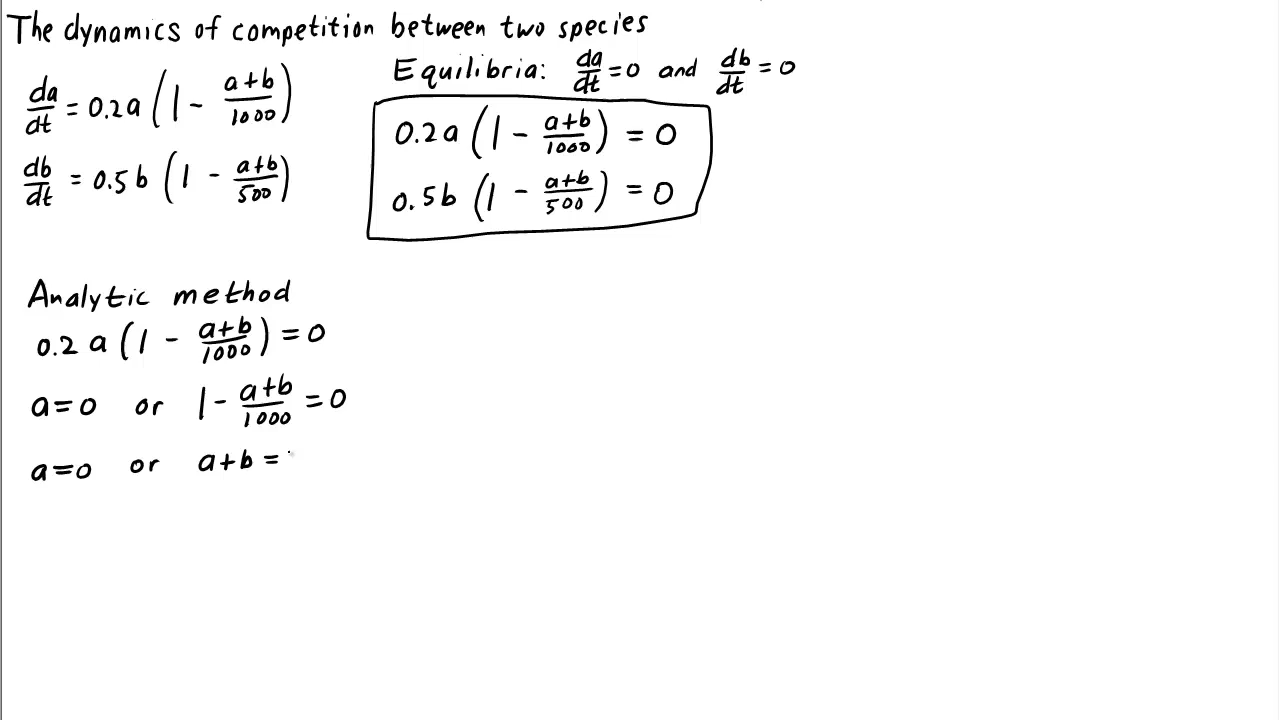 The dynamics of competition between two species
da/dt = 0.2a (1 - (a+b)/1000)
db/dt = 0.5b (1 - (a+b)/500)
Equilibria: da/dt = 0 and db/dt = 0
0.2a (1 - (a+b)/1000) = 0
0.5b (1 - (a+b)/500) = 0
Analytic method
0.2a (1 - (a+b)/1000) = 0
a=0 or 1 - (a+b)/1000 = 0
a=0 or a+b =